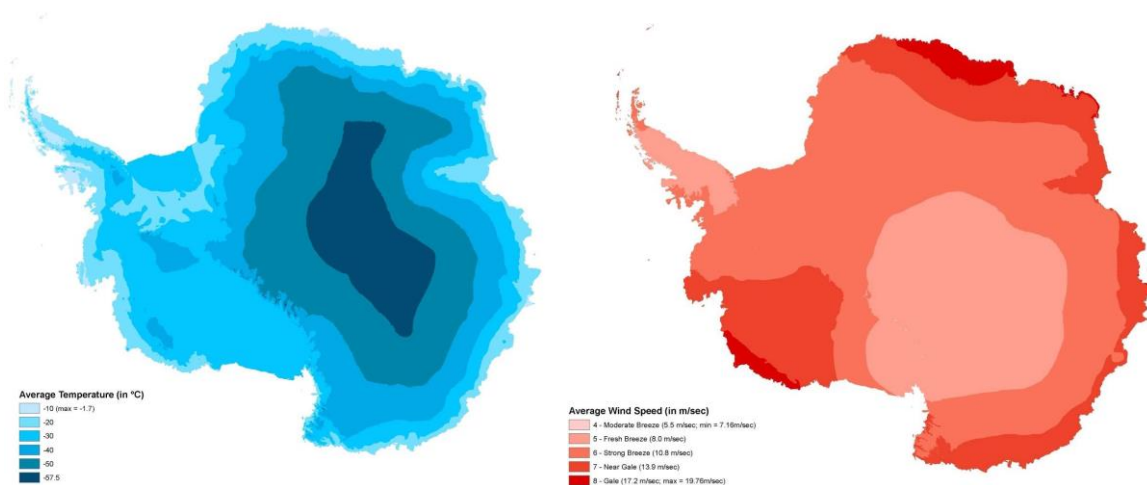 Average Temperature (in °C)
-10 (max = -1.7)
-20
-30
-40
-50
-57.5
Average Wind Speed (in m/sec)
4 - Moderate Breeze (5.5 m/sec; min = 7.16m/sec)
5 - Fresh Breeze (8.0 m/sec)
6 - Strong Breeze (10.8 m/sec)
7 - Near Gale (13.9 m/sec)
8 - Gale (17.2 m/sec; max = 19.76m/sec)